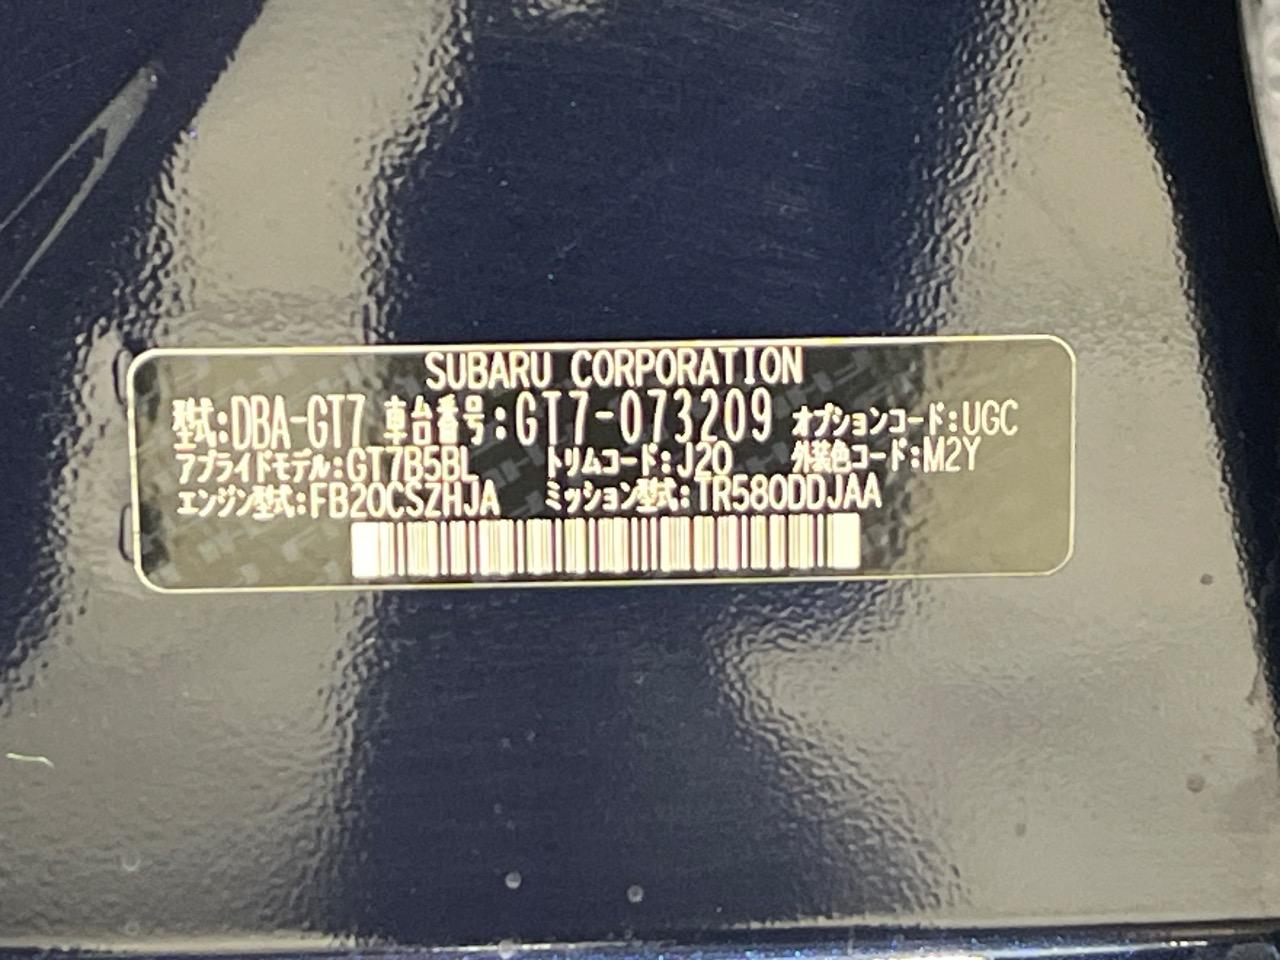 SUBARU CORPORATION
型式:DBA-GT7 車台番号:GT7-073209 オプションコード:UGC
アプライドモデル:GT7B5BL トリムコード:J20 外装色コード:M2Y
エンジン型式:FB20CSZHJA ミッション型式:TR580DDJAA